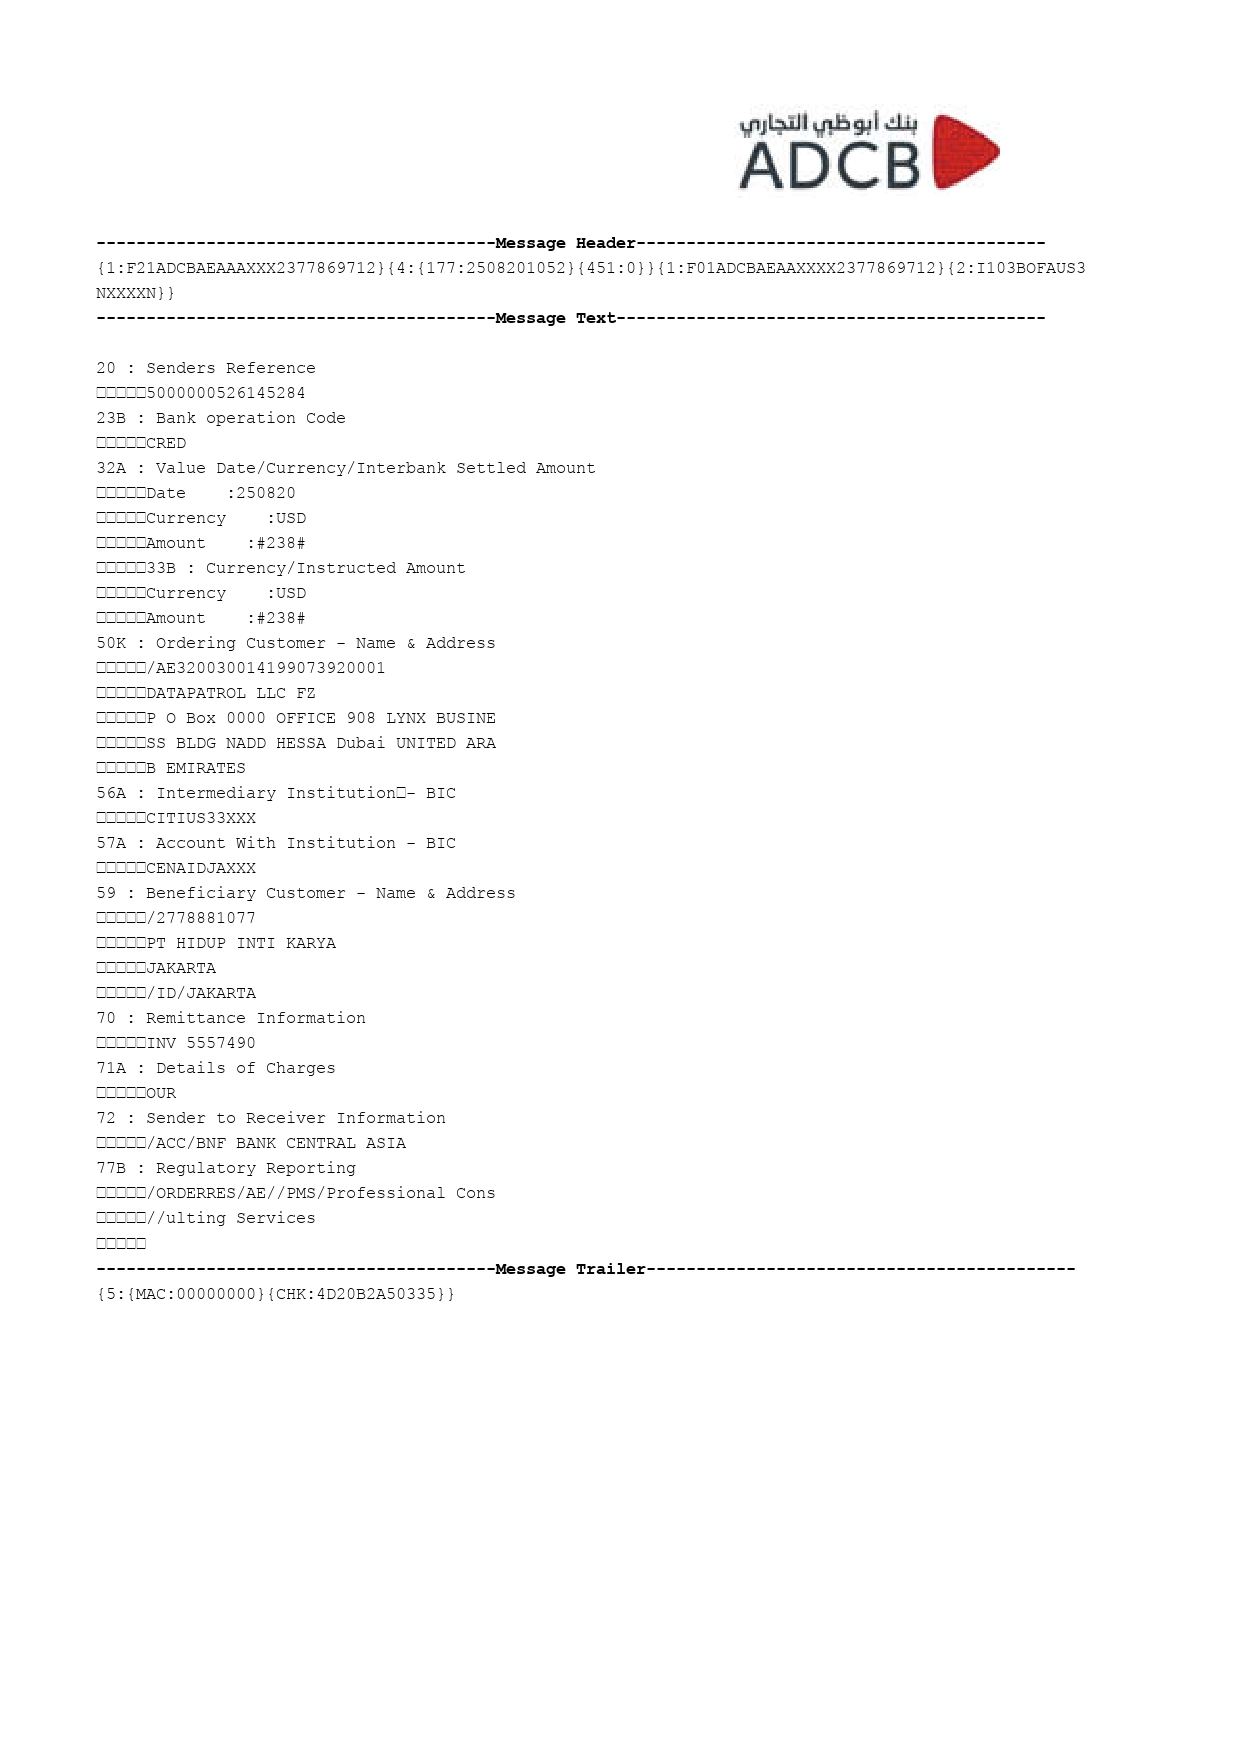 بنك أبوظبي التجاري
ADCB
----------------------------------------Message Header-----------------------------------------
{1:F21ADCBAEAAAXXX2377869712}{4:{177:2508201052}{451:0}}{1:F01ADCBAEAAXXXX2377869712}{2:I103BOFAUS3
NXXXXN}}
----------------------------------------Message Text-------------------------------------------
20 : Senders Reference
□□□□□5000000526145284
23B : Bank operation Code
□□□□□CRED
32A : Value Date/Currency/Interbank Settled Amount
□□□□□Date    :250820
□□□□□Currency    :USD
□□□□□Amount    :#238#
□□□□□33B : Currency/Instructed Amount
□□□□□Currency    :USD
□□□□□Amount    :#238#
50K : Ordering Customer – Name & Address
□□□□□/AE320030014199073920001
□□□□□DATAPATROL LLC FZ
□□□□□P O Box 0000 OFFICE 908 LYNX BUSINE
□□□□□SS BLDG NADD HESSA Dubai UNITED ARA
□□□□□B EMIRATES
56A : Intermediary Institution□– BIC
□□□□□CITIUS33XXX
57A : Account With Institution – BIC
□□□□□CENAIDJAXXX
59 : Beneficiary Customer – Name & Address
□□□□□/2778881077
□□□□□PT HIDUP INTI KARYA
□□□□□JAKARTA
□□□□□/ID/JAKARTA
70 : Remittance Information
□□□□□INV 5557490
71A : Details of Charges
□□□□□OUR
72 : Sender to Receiver Information
□□□□□/ACC/BNF BANK CENTRAL ASIA
77B : Regulatory Reporting
□□□□□/ORDERRES/AE//PMS/Professional Cons
□□□□□//ulting Services
□□□□□
----------------------------------------Message Trailer-------------------------------------------
{5:{MAC:00000000}{CHK:4D20B2A50335}}